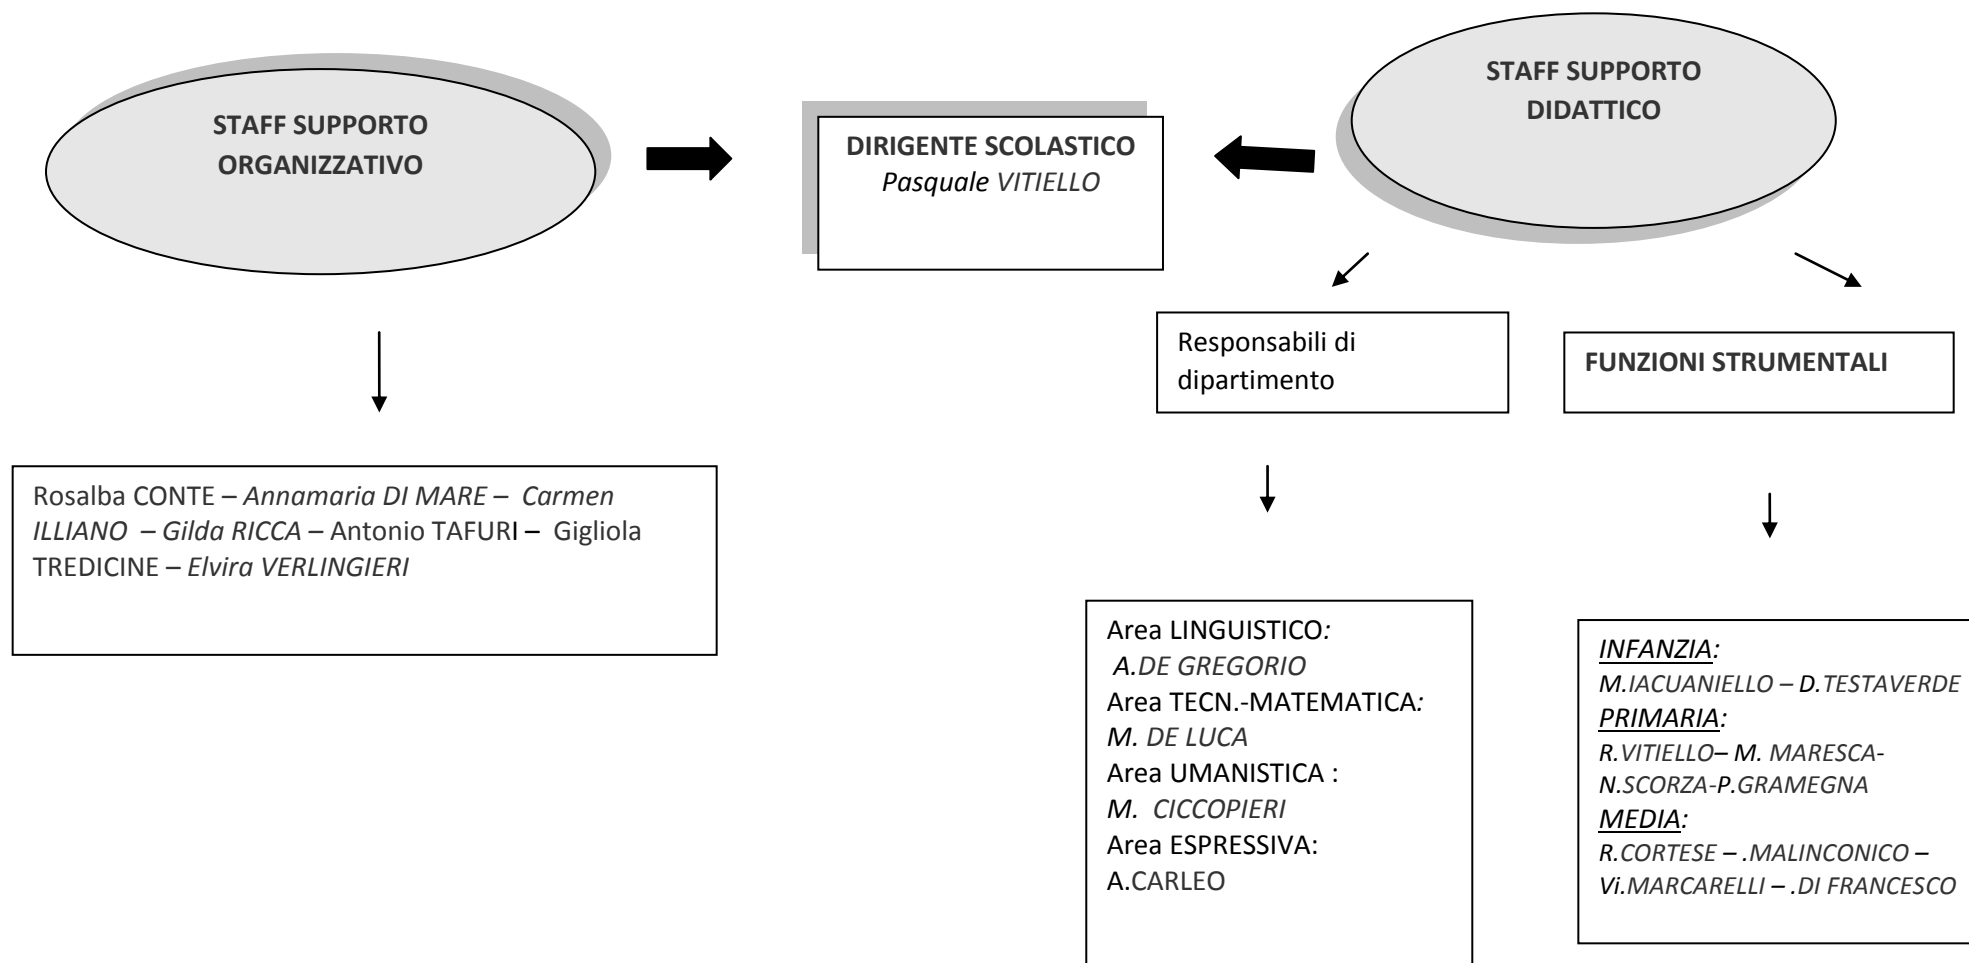 STAFF SUPPORTO
ORGANIZZATIVO
DIRIGENTE SCOLASTICO
Pasquale VITIELLO
STAFF SUPPORTO
DIDATTICO
Responsabili di
dipartimento
FUNZIONI STRUMENTALI
Rosalba CONTE – Annamaria DI MARE – Carmen
ILLIANO – Gilda RICCA – Antonio TAFURI – Gigliola
TREDICINE – Elvira VERLINGIERI
Area LINGUISTICO:
A.DE GREGORIO
Area TECN.-MATEMATICA:
M. DE LUCA
Area UMANISTICA :
M. CICCOPIERI
Area ESPRESSIVA:
A.CARLEO
INFANZIA:
M.IACUANIELLO – D.TESTAVERDE
PRIMARIA:
R.VITIELLO– M. MARESCA-
N.SCORZA-P.GRAMEGNA
MEDIA:
R.CORTESE – .MALINCONICO –
Vi.MARCARELLI – .DI FRANCESCO